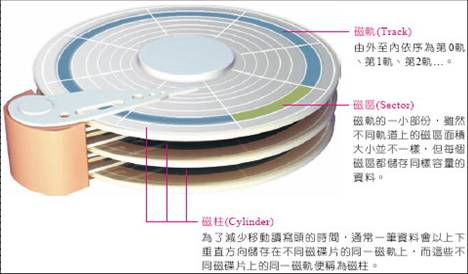 磁軌(Track)
由外至內依序為第0軌
、第1軌、第2軌…。
磁區(Sector)
磁軌的一小部份，雖然
不同軌道上的磁區面積
大小並不一樣，但每個
磁區都儲存同樣容量的
資料。
磁柱(Cylinder)
為了減少移動讀寫頭的時間，通常一筆資料會以上下
垂直方向儲存在不同磁碟片的同一磁軌上，而這些不
同磁碟片上的同一磁軌便稱為磁柱。